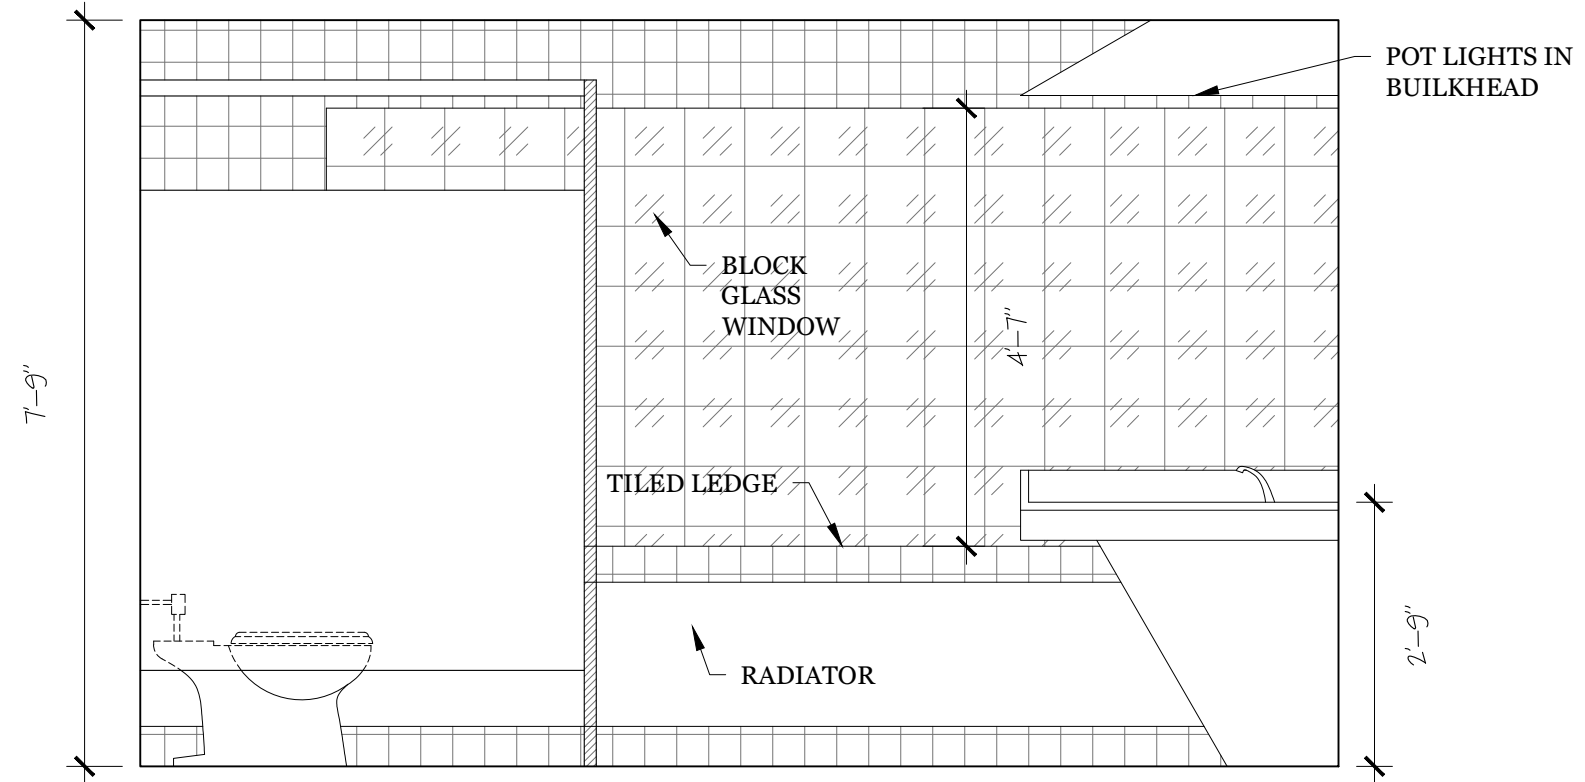 POT LIGHTS IN
BUILKHEAD
BLOCK
GLASS
WINDOW
4'-7"
7'-9"
TILED LEDGE
2'-9"
RADIATOR